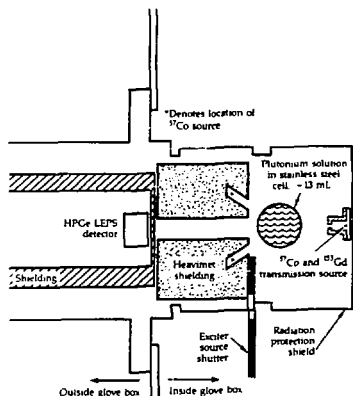 *Denotes location of
57Co source
Plutonium solution
in stainless steel
cell, ~13 mL
HPGe LEPS
detector
Heavimet
shielding
57Co and 153Gd
transmission source
Shielding
Exciter
source
shutter
Radiation
protection
shield
Outside glove box
Inside glove box